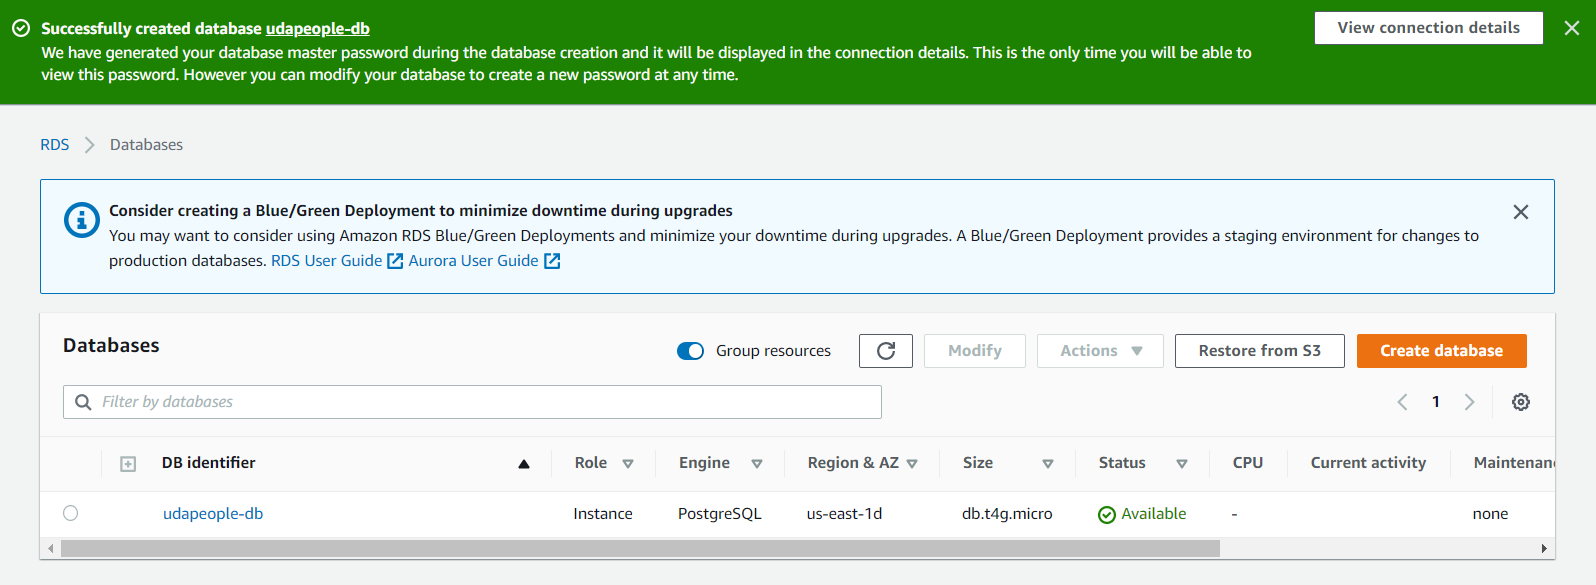 Successfully created database udapeople-db
View connection details
We have generated your database master password during the database creation and it will be displayed in the connection details. This is the only time you will be able to
view this password. However you can modify your database to create a new password at any time.
RDS Databases
Consider creating a Blue/Green Deployment to minimize downtime during upgrades
You may want to consider using Amazon RDS Blue/Green Deployments and minimize your downtime during upgrades. A Blue/Green Deployment provides a staging environment for changes to
production databases. RDS User Guide Aurora User Guide
Databases
Group resources Modify Actions Restore from S3 Create database
Filter by databases
1
DB identifier Role Engine Region & AZ Size Status CPU Current activity Maintenan
udapeople-db Instance PostgreSQL us-east-1d db.t4g.micro Available - none